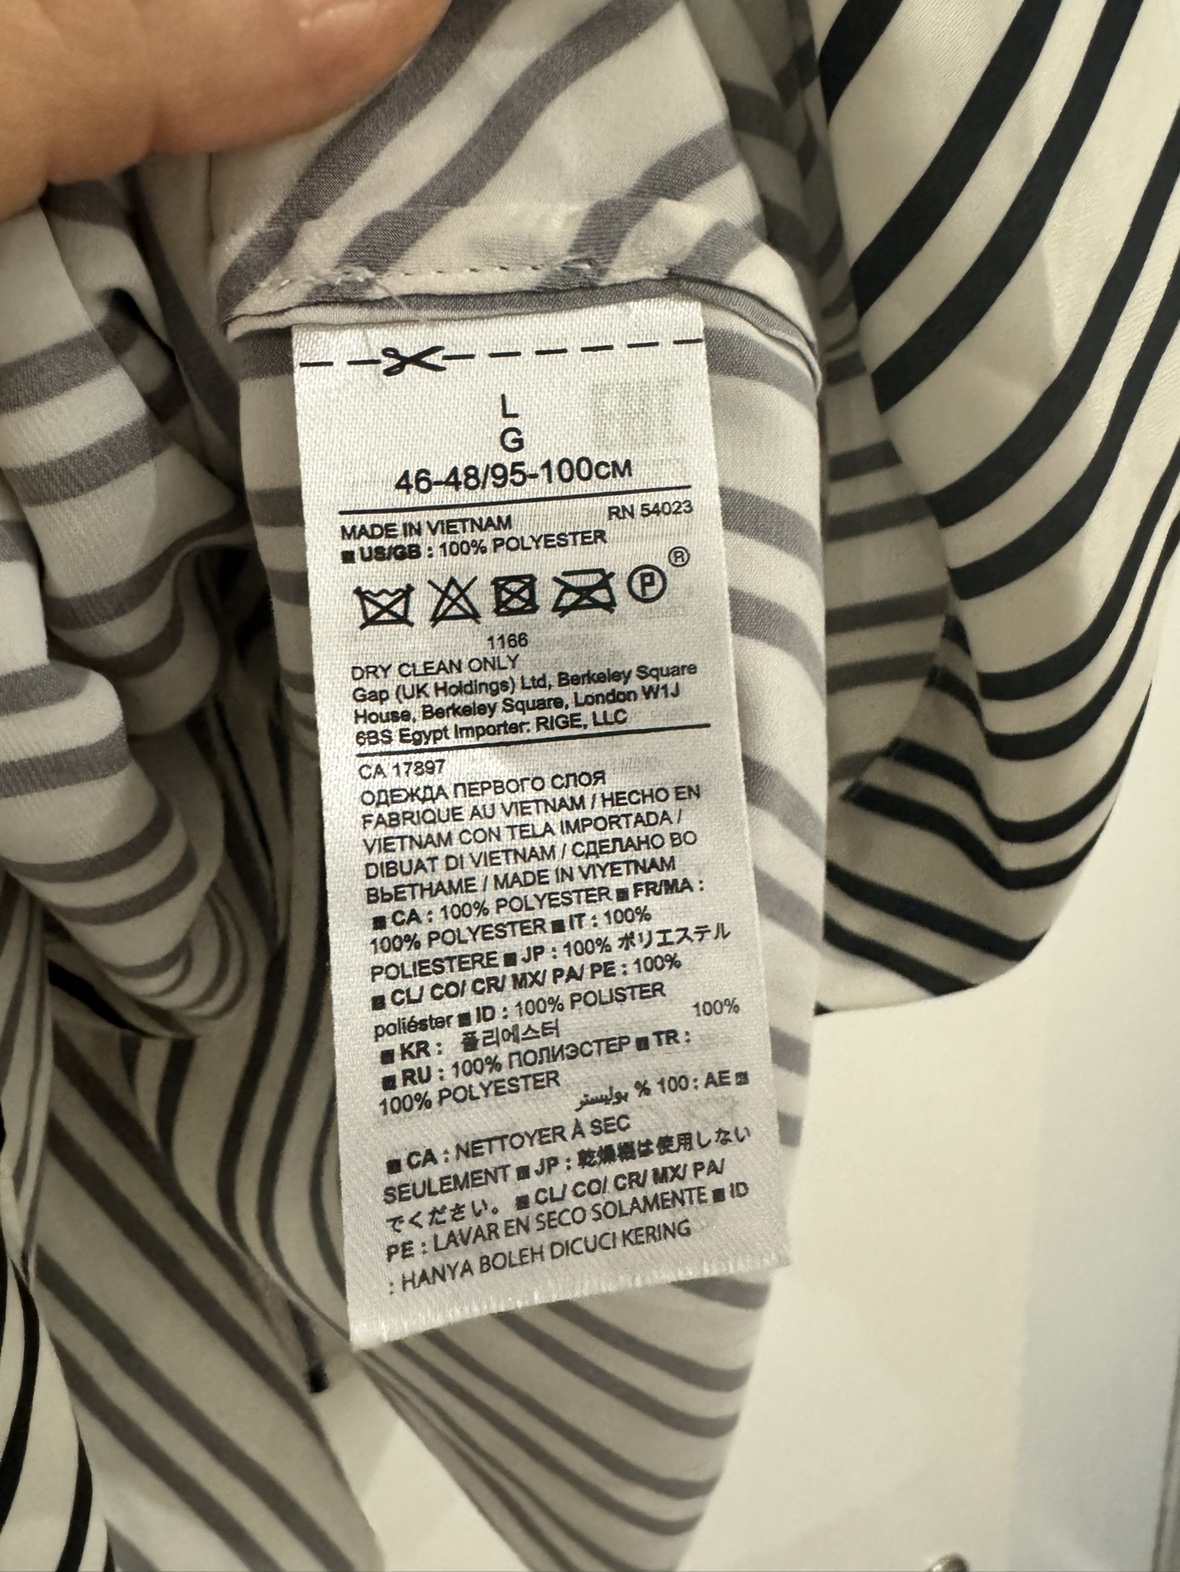 L
G
46-48/95-100CM
MADE IN VIETNAM RN 54023
■ US/GB : 100% POLYESTER
P ®
1166
DRY CLEAN ONLY
Gap (UK Holdings) Ltd, Berkeley Square
House, Berkeley Square, London W1J
6BS Egypt Importer: RIGE, LLC
CA 17897
ОДЕЖДА ПЕРВОГО СЛОЯ
FABRIQUE AU VIETNAM / HECHO EN
VIETNAM CON TELA IMPORTADA /
DIBUAT DI VIETNAM / СДЕЛАНО ВО
ВЬЕТНАМЕ / MADE IN VIYETNAM
■ CA : 100% POLYESTER ■ FR/MA :
100% POLYESTER ■ IT : 100%
POLIESTERE ■ JP : 100% ポリエステル
■ CL/ CO/ CR/ MX/ PA/ PE : 100%
poliéster ■ ID : 100% POLISTER
■ KR : 폴리에스터 100%
■ RU : 100% ПОЛИЭСТЕР ■ TR :
100% POLYESTER
■ AE : 100 % بوليستر
■ CA : NETTOYER À SEC
SEULEMENT ■ JP : 乾燥機は使用しない
でください。 ■ CL/ CO/ CR/ MX/ PA/
PE : LAVAR EN SECO SOLAMENTE ■ ID
: HANYA BOLEH DICUCI KERING